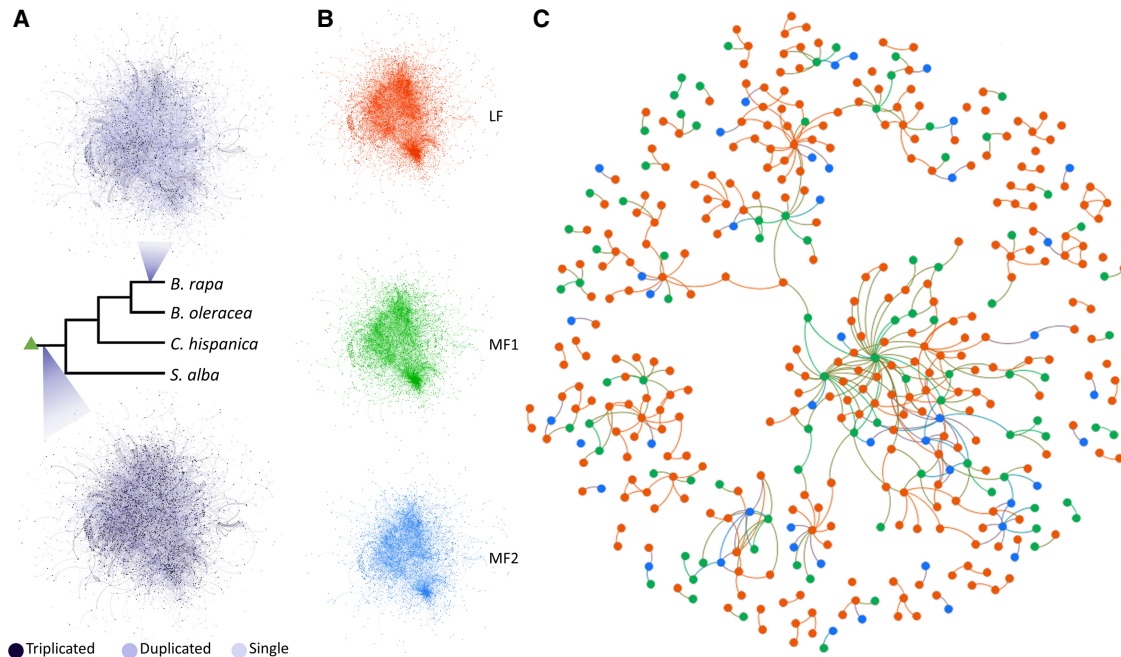 A
B
C
LF
B. rapa
B. oleracea
C. hispanica
S. alba
MF1
MF2
Triplicated Duplicated Single